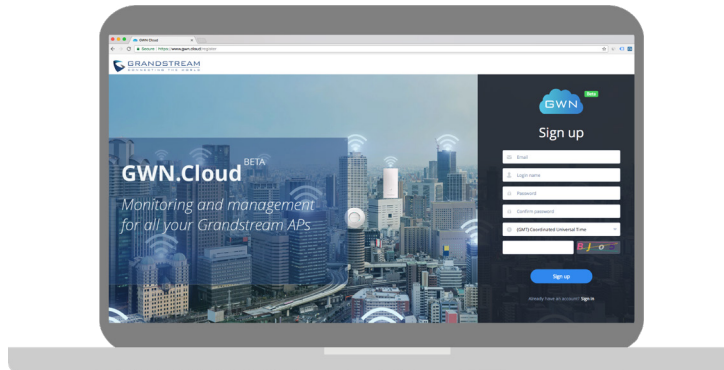 GWN Cloud
Secure https://www.gwn.cloud/register
GRANDSTREAM
CONNECTING THE WORLD
GWN
Beta
Sign up
Email
Login name
Password
Confirm password
(GMT) Coordinated Universal Time
Sign up
Already have an account? Sign in
GWN.Cloud BETA
Monitoring and management
for all your Grandstream APs